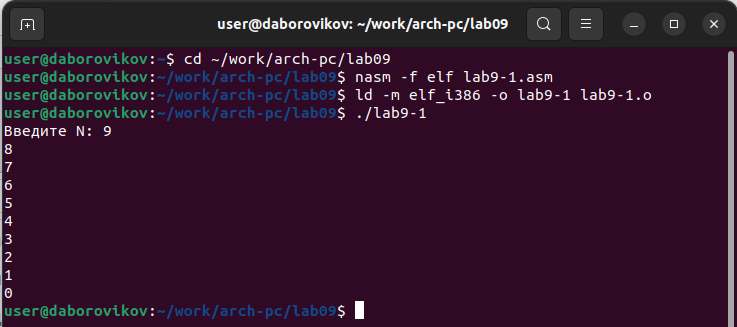 user@daborovikov: ~/work/arch-pc/lab09
user@daborovikov:~$ cd ~/work/arch-pc/lab09
user@daborovikov:~/work/arch-pc/lab09$ nasm -f elf lab9-1.asm
user@daborovikov:~/work/arch-pc/lab09$ ld -m elf_i386 -o lab9-1 lab9-1.o
user@daborovikov:~/work/arch-pc/lab09$ ./lab9-1
Введите N: 9
8
7
6
5
4
3
2
1
0
user@daborovikov:~/work/arch-pc/lab09$